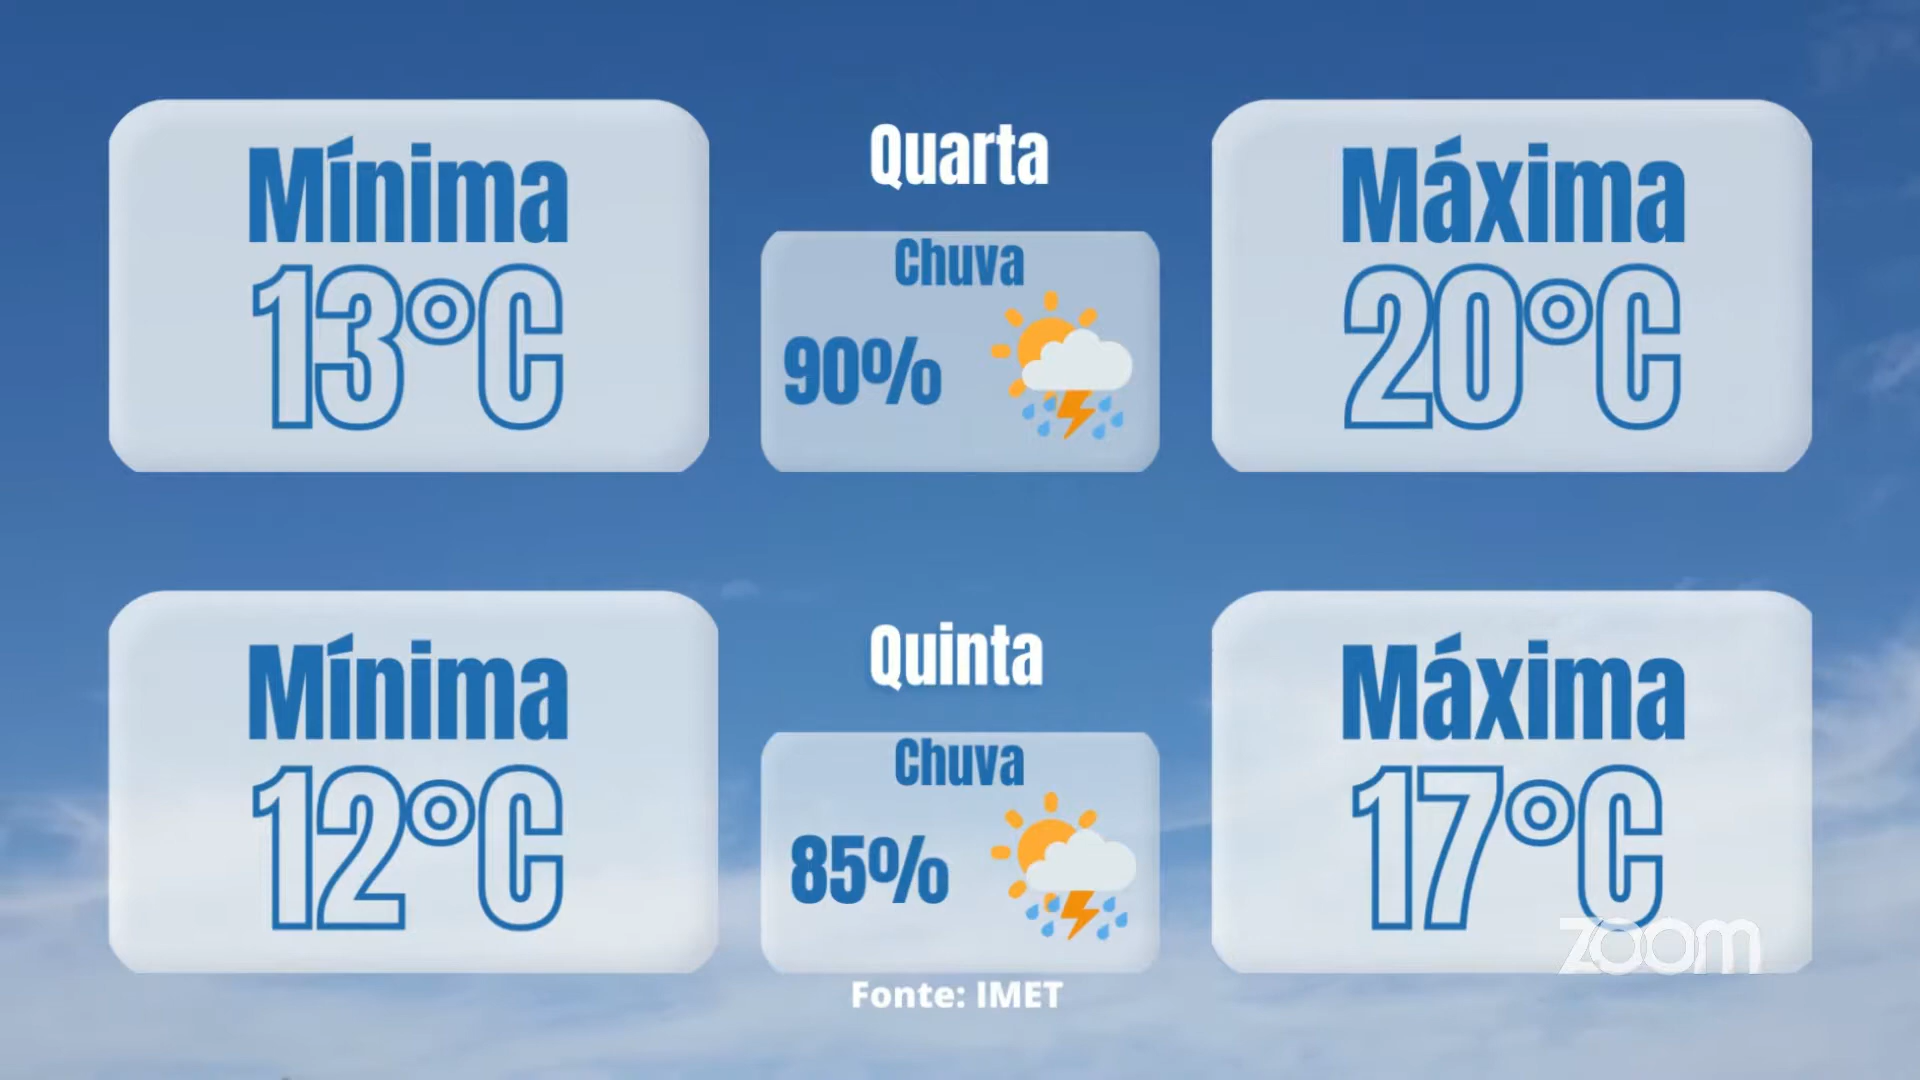 Quarta
Mínima
13°C
Chuva
90%
Máxima
20°C
Quinta
Mínima
12°C
Chuva
85%
Máxima
17°C
zoom
Fonte: IMET